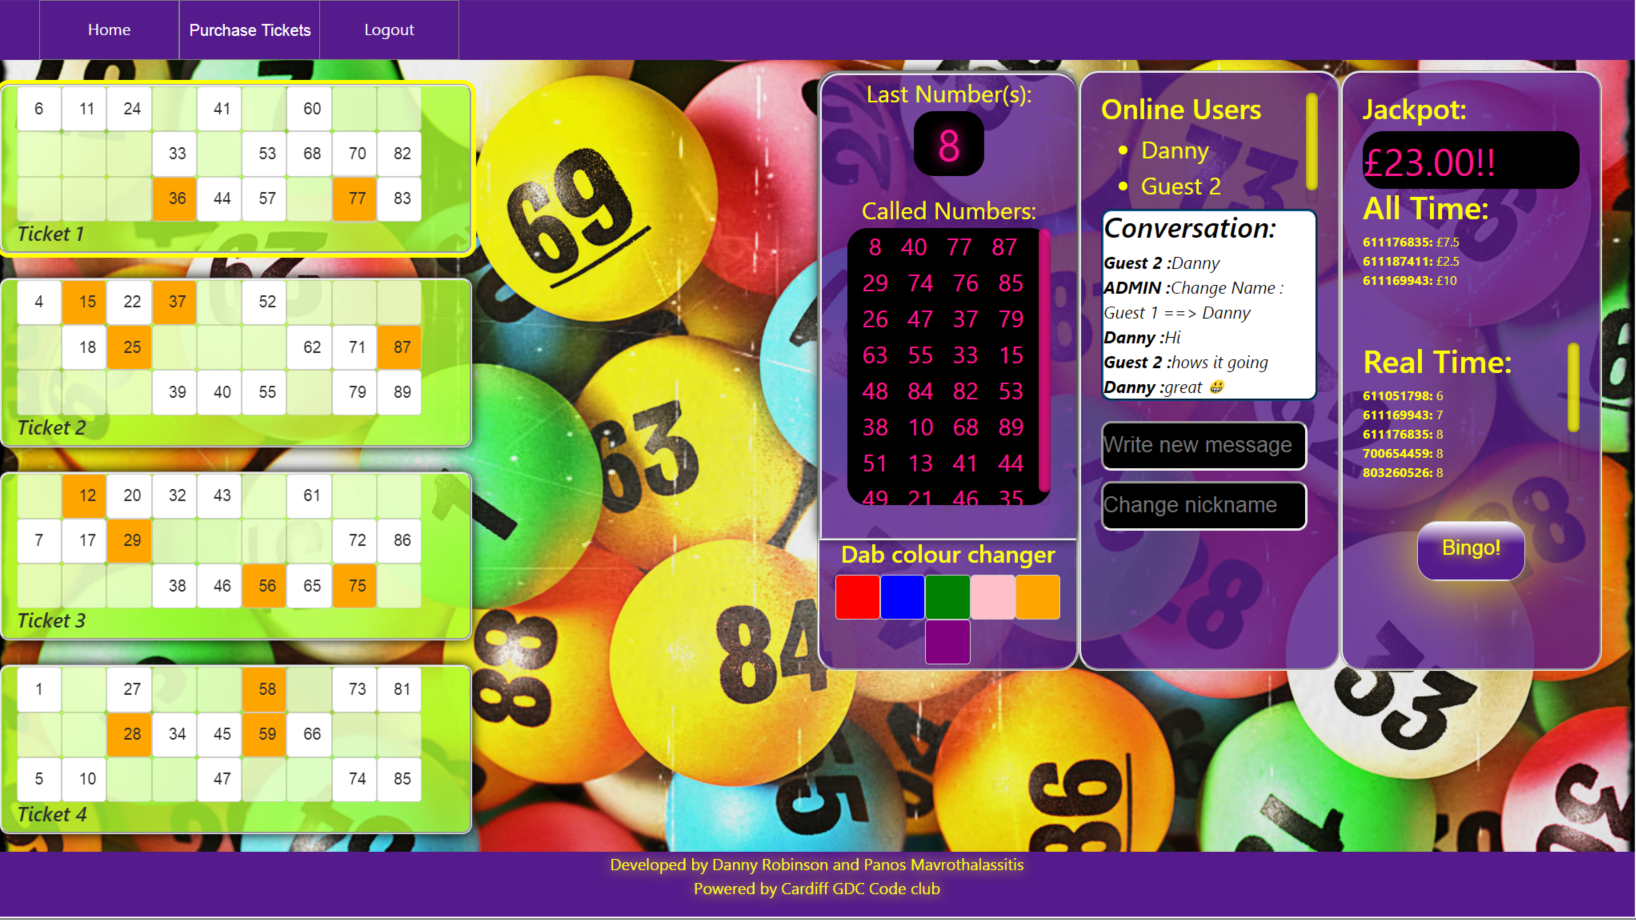 Home Purchase Tickets Logout
6 11 24 41 60
33 53 68 70 82
36 44 57 77 83
Ticket 1
4 15 22 37 52
18 25 62 71 87
39 40 55 79 89
Ticket 2
12 20 32 43 61
7 17 29 72 86
38 46 56 65 75
Ticket 3
1 27 58 73 81
28 34 45 59 66
5 10 47 74 85
Ticket 4
69
63
1
84
88
86
33
Last Number(s):
8
Called Numbers:
8 40 77 87
29 74 76 85
26 47 37 79
63 55 33 15
48 84 82 53
38 10 68 89
51 13 41 44
49 21 46 35
Dab colour changer
Online Users
• Danny
• Guest 2
Conversation:
Guest 2 :Danny
ADMIN :Change Name :
Guest 1 ==> Danny
Danny :Hi
Guest 2 :hows it going
Danny :great 😀
Write new message
Change nickname
Jackpot:
£23.00!!
All Time:
611176835: £7.5
611187411: £2.5
611169943: £10
Real Time:
611051798: 6
611169943: 7
611176835: 8
700654459: 8
803260526: 8
Bingo!
Developed by Danny Robinson and Panos Mavrothalassitis
Powered by Cardiff GDC Code club